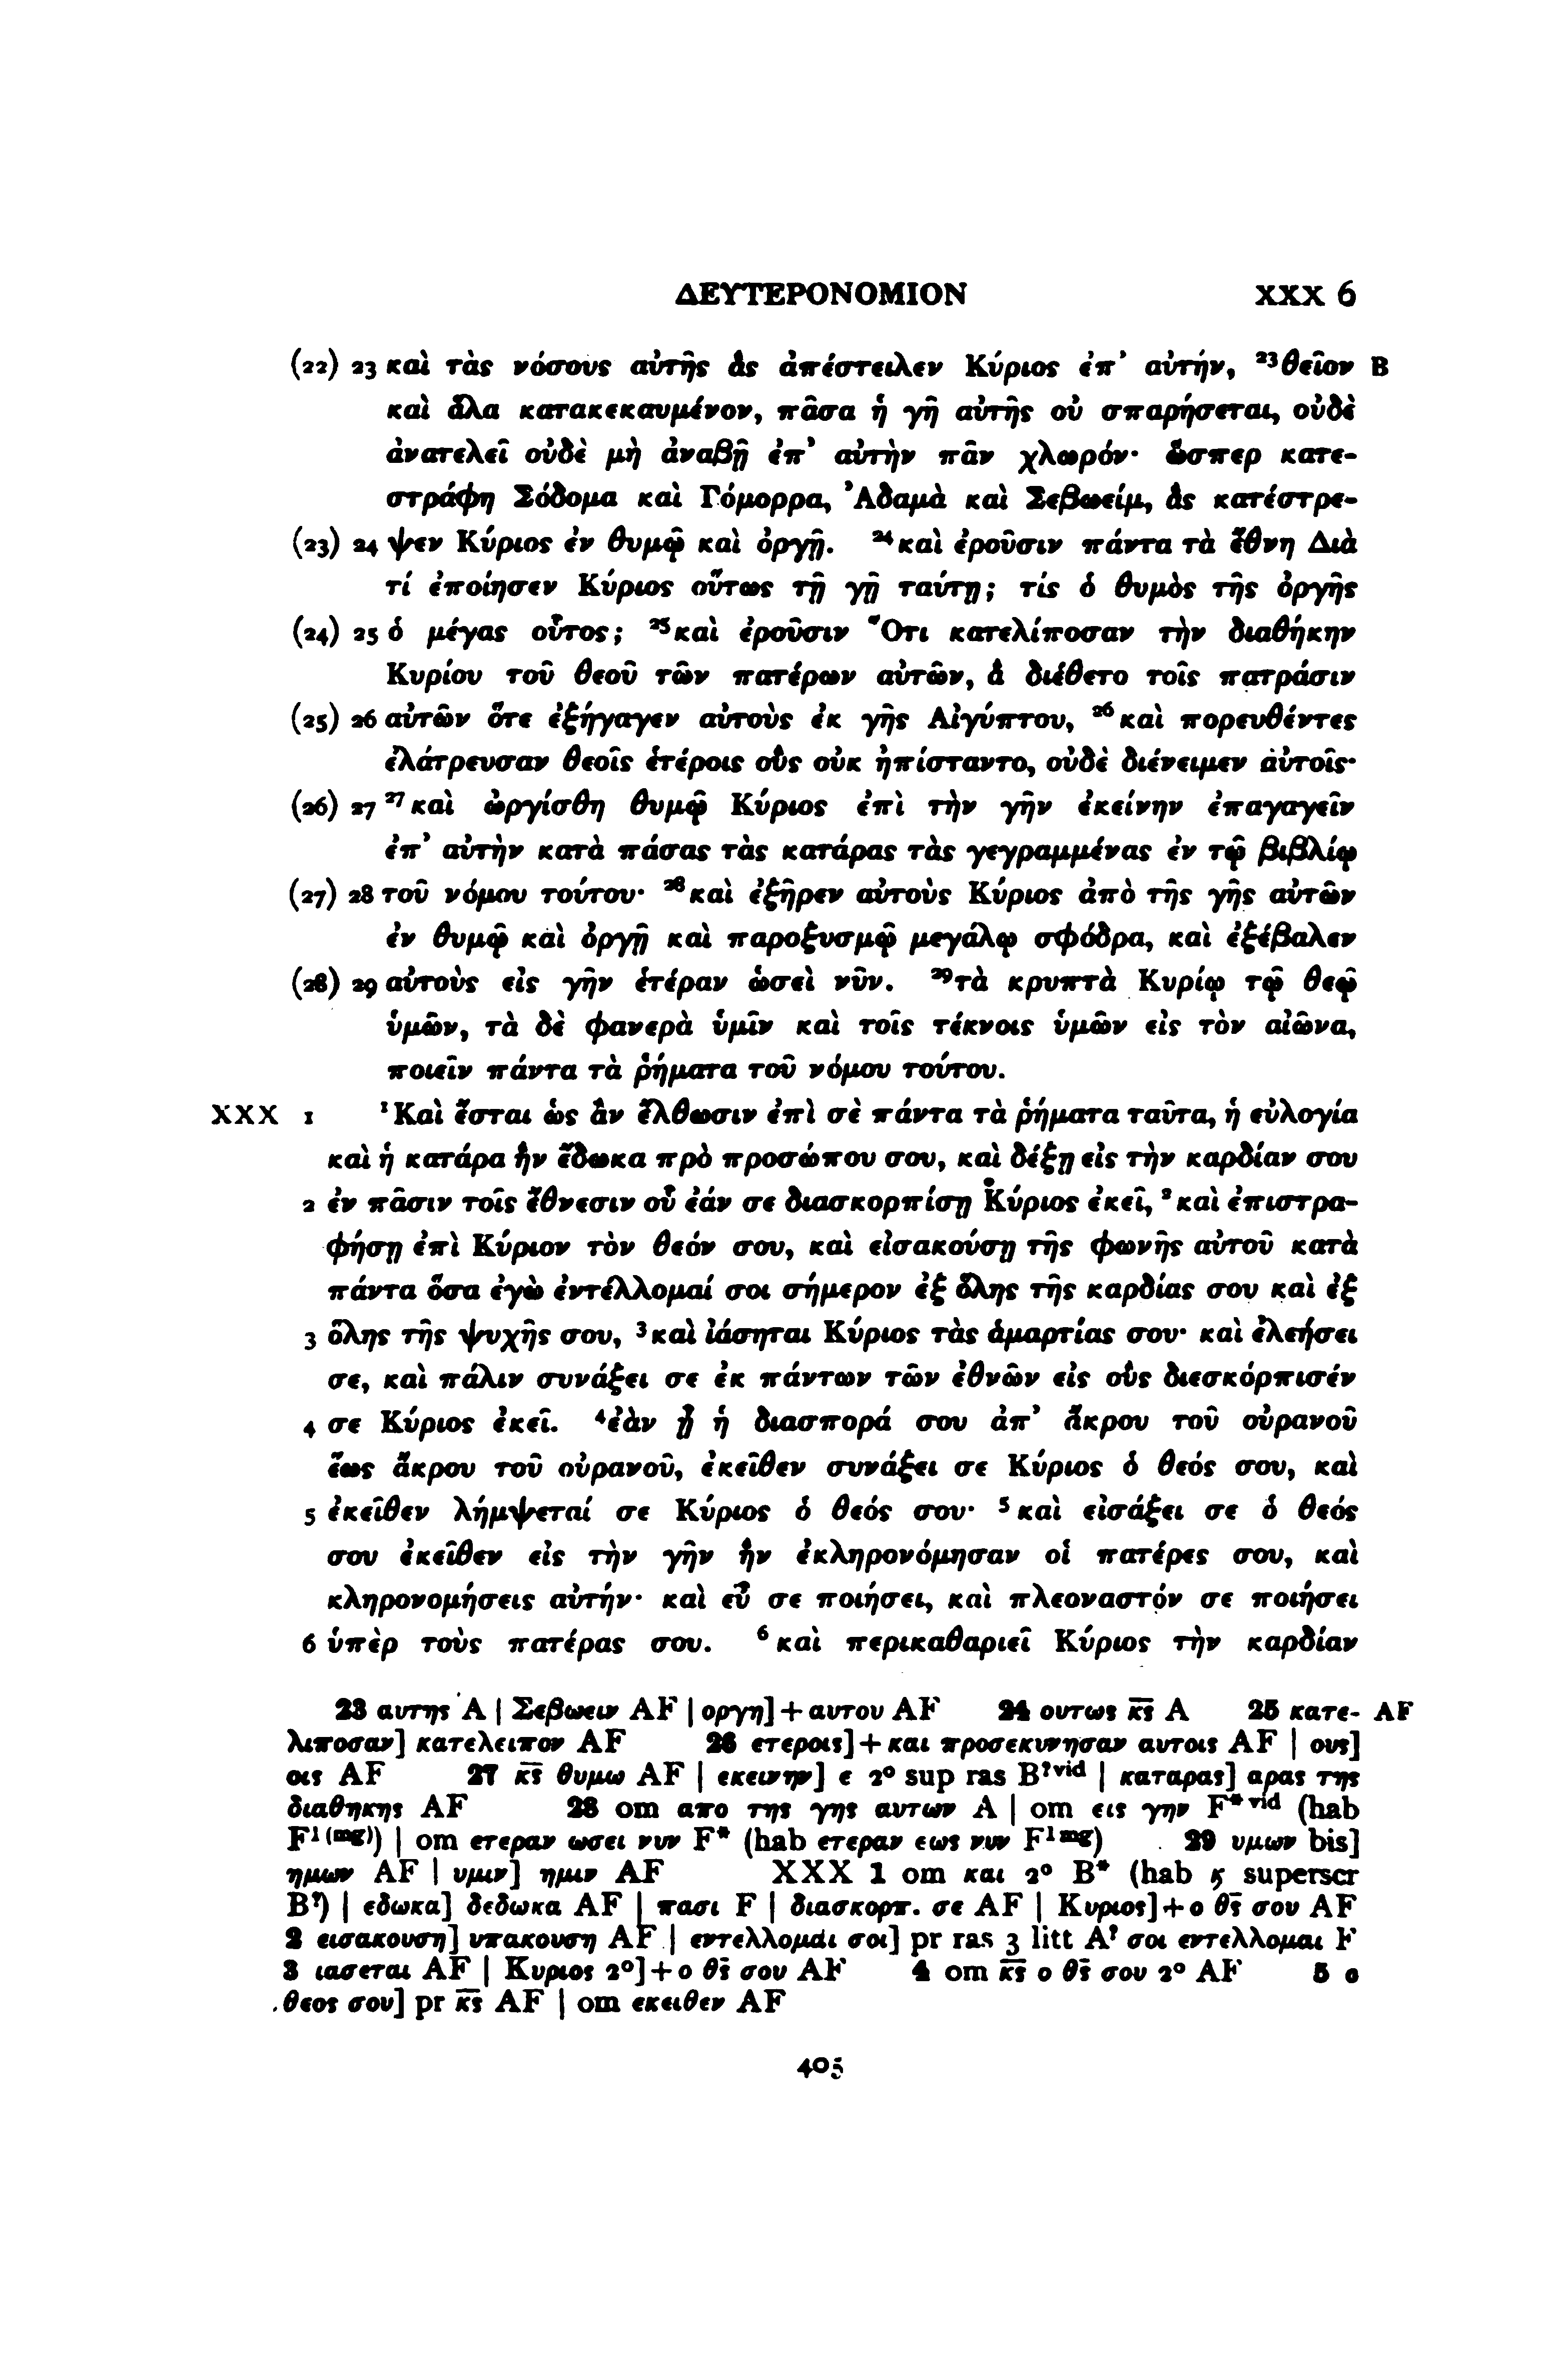 ΔΕΥΤΕΡΟΝΟΜΙΟΝ XXX 6
(22) 23 καὶ τὰς νόσους αὐτῆς ἃς ἀπέστειλεν Κύριος ἐπ’ αὐτήν, ²³θεῖον B
καὶ ἅλα κατακεκαυμένον, πᾶσα ἡ γῆ αὐτῆς οὐ σπαρήσεται, οὐδὲ
ἀνατελεῖ οὐδὲ μὴ ἀναβῇ ἐπ’ αὐτὴν πᾶν χλωρόν· ὥσπερ κατε-
στράφη Σόδομα καὶ Γόμορρα, Ἀδαμὰ καὶ Σεβωείμ, ἃς κατέστρε-
(23) 24 ψεν Κύριος ἐν θυμῷ καὶ ὀργῇ. ²⁴καὶ ἐροῦσιν πάντα τὰ ἔθνη Διὰ
τί ἐποίησεν Κύριος οὕτως τῇ γῇ ταύτῃ; τίς ὁ θυμὸς τῆς ὀργῆς
(24) 25 ὁ μέγας οὗτος; ²⁵καὶ ἐροῦσιν Ὅτι κατελίποσαν τὴν διαθήκην
Κυρίου τοῦ θεοῦ τῶν πατέρων αὐτῶν, ἃ διέθετο τοῖς πατράσιν
(25) 26 αὐτῶν ὅτε ἐξήγαγεν αὐτοὺς ἐκ γῆς Αἰγύπτου, ²⁶καὶ πορευθέντες
ἐλάτρευσαν θεοῖς ἑτέροις οὓς οὐκ ἠπίσταντο, οὐδὲ διένειμεν αὐτοῖς·
(26) 27 ²⁷καὶ ὠργίσθη θυμῷ Κύριος ἐπὶ τὴν γῆν ἐκείνην ἐπαγαγεῖν
ἐπ’ αὐτὴν κατὰ πάσας τὰς κατάρας τὰς γεγραμμένας ἐν τῷ βιβλίῳ
(27) 28 τοῦ νόμου τούτου· ²⁸καὶ ἐξῆρεν αὐτοὺς Κύριος ἀπὸ τῆς γῆς αὐτῶν
ἐν θυμῷ καὶ ὀργῇ καὶ παροξυσμῷ μεγάλῳ σφόδρα, καὶ ἐξέβαλεν
(28) 29 αὐτοὺς εἰς γῆν ἑτέραν ὡσεὶ νῦν. ²⁹τὰ κρυπτὰ Κυρίῳ τῷ θεῷ
ὑμῶν, τὰ δὲ φανερὰ ὑμῖν καὶ τοῖς τέκνοις ὑμῶν εἰς τὸν αἰῶνα,
ποιεῖν πάντα τὰ ῥήματα τοῦ νόμου τούτου.
XXX 1 ¹Καὶ ἔσται ὡς ἂν ἔλθωσιν ἐπὶ σὲ πάντα τὰ ῥήματα ταῦτα, ἡ εὐλογία
καὶ ἡ κατάρα ἣν ἔδωκα πρὸ προσώπου σου, καὶ δέξῃ εἰς τὴν καρδίαν σου
2 ἐν πᾶσιν τοῖς ἔθνεσιν οὗ ἐάν σε διασκορπίσῃ Κύριος ἐκεῖ, ²καὶ ἐπιστρα-
φήσῃ ἐπὶ Κύριον τὸν θεόν σου, καὶ εἰσακούσῃ τῆς φωνῆς αὐτοῦ κατὰ
πάντα ὅσα ἐγὼ ἐντέλλομαί σοι σήμερον ἐξ ὅλης τῆς καρδίας σου καὶ ἐξ
3 ὅλης τῆς ψυχῆς σου, ³καὶ ἰάσηται Κύριος τὰς ἁμαρτίας σου· καὶ ἐλεήσει
σε, καὶ πάλιν συνάξει σε ἐκ πάντων τῶν ἐθνῶν εἰς οὓς διεσκόρπισέν
4 σε Κύριος ἐκεῖ. ⁴ἐὰν ᾖ ἡ διασπορά σου ἀπ’ ἄκρου τοῦ οὐρανοῦ
ἕως ἄκρου τοῦ οὐρανοῦ, ἐκεῖθεν συνάξει σε Κύριος ὁ θεός σου, καὶ
5 ἐκεῖθεν λήμψεταί σε Κύριος ὁ θεός σου· ⁵καὶ εἰσάξει σε ὁ θεός
σου ἐκεῖθεν εἰς τὴν γῆν ἣν ἐκληρονόμησαν οἱ πατέρες σου, καὶ
κληρονομήσεις αὐτήν· καὶ εὖ σε ποιήσει, καὶ πλεοναστόν σε ποιήσει
6 ὑπὲρ τοὺς πατέρας σου. ⁶καὶ περικαθαριεῖ Κύριος τὴν καρδίαν
23 αυτης A | Σεβωειν AF | οργη] + αυτου AF 24 ουτως κ̅ς̅ A 25 κατε- AF
λιποσαν] κατελειπον AF 26 ετεροις] + και προσεκυνησαν αυτοις AF | ους]
οις AF 27 κ̅ς̅ θυμω AF | εκεινην] ε 2° sup ras B?vid | καταρας] αρας της
διαθηκης AF 28 om απο της γης αυτων A | om εις γην F*vid (hab
F1(mg)) | om ετεραν ωσει νυν F* (hab ετεραν εως νυν F1mg) 29 υμων bis]
ημων AF | υμιν] ημιν AF XXX 1 om και 2° B* (hab ϗ superscr
B?) | εδωκα] δεδωκα AF | πασι F | διασκορπ. σε AF | Κυριος] + ο θ̅ς̅ σου AF
2 εισακουση] υπακουση AF | εντελλομαι σοι] pr ras 3 litt A? σοι εντελλομαι F
3 ιασεται AF | Κυριος 2°] + ο θ̅ς̅ σου AF 4 om κ̅ς̅ ο θ̅ς̅ σου 2° AF 5 ο
θεος σου] pr κ̅ς̅ AF | om εκειθεν AF
405